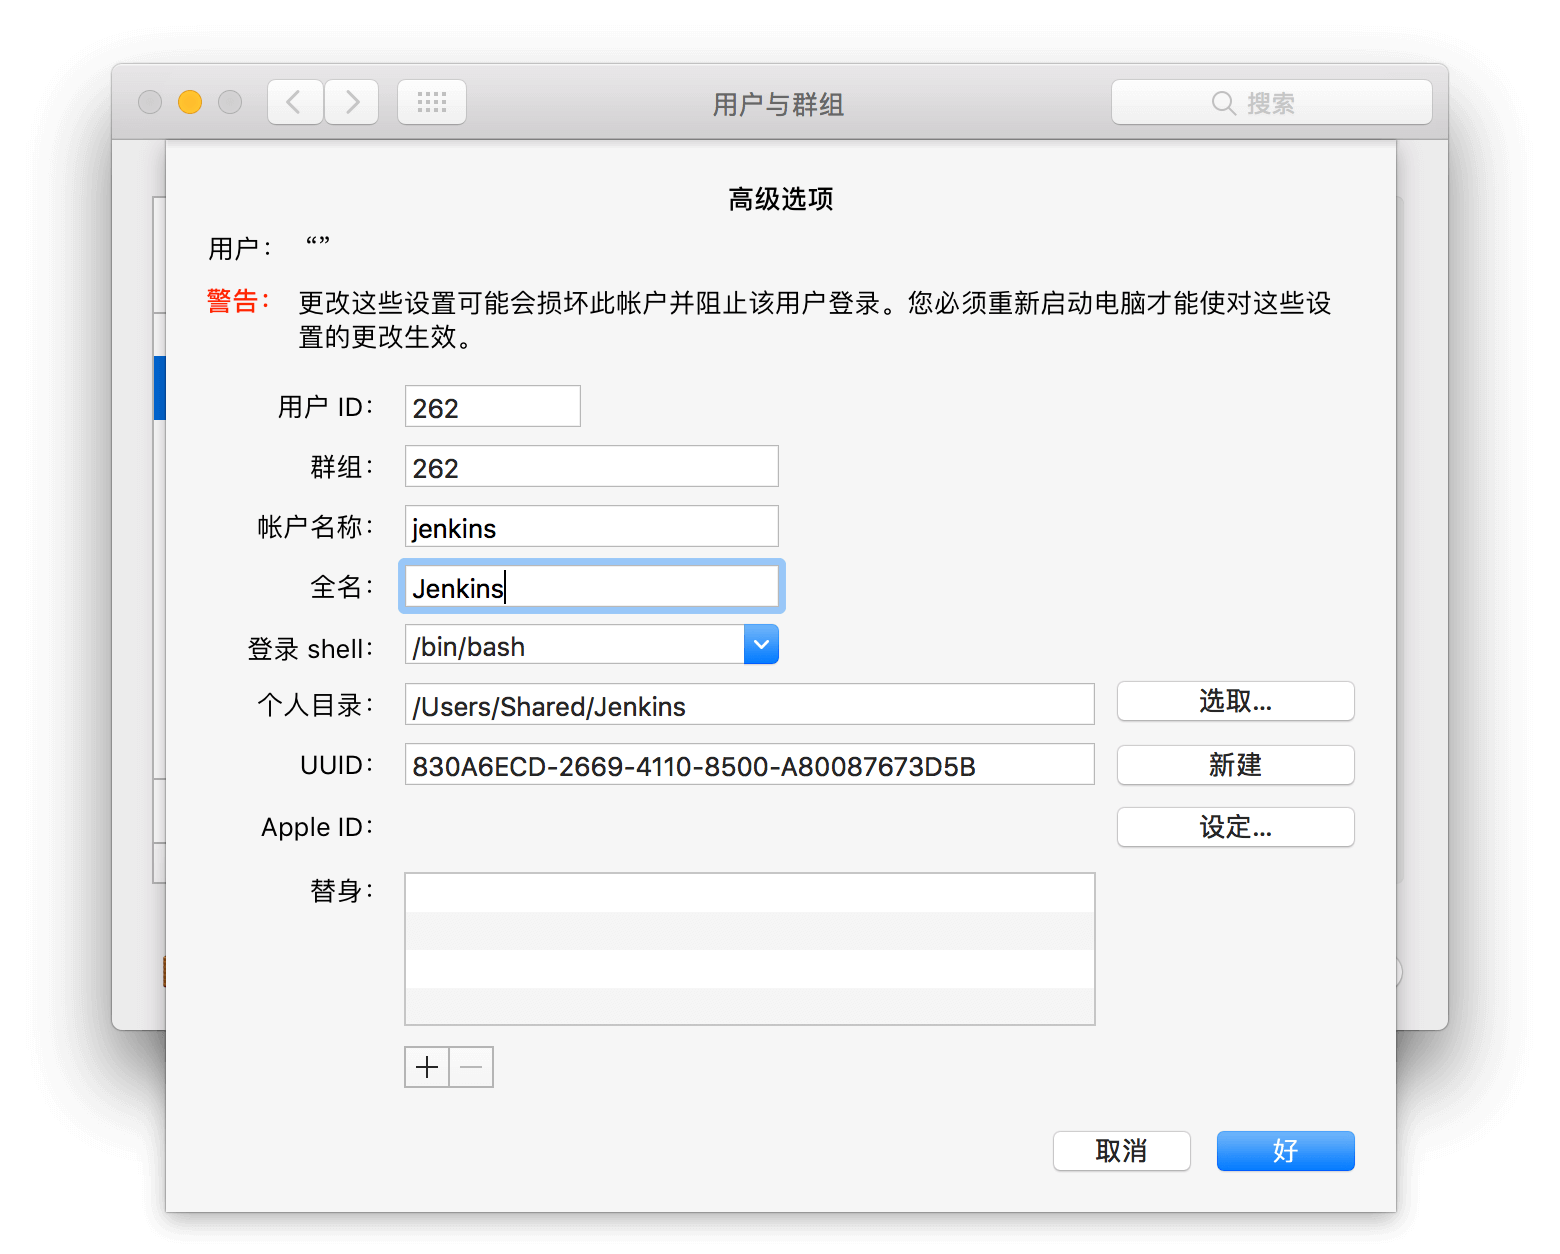 用户与群组
搜索
高级选项
用户： “”
警告： 更改这些设置可能会损坏此帐户并阻止该用户登录。您必须重新启动电脑才能使对这些设
置的更改生效。
用户 ID： 262
群组： 262
帐户名称： jenkins
全名： Jenkins
登录 shell： /bin/bash
个人目录： /Users/Shared/Jenkins 选取...
UUID： 830A6ECD-2669-4110-8500-A80087673D5B 新建
Apple ID： 设定...
替身：
取消 好